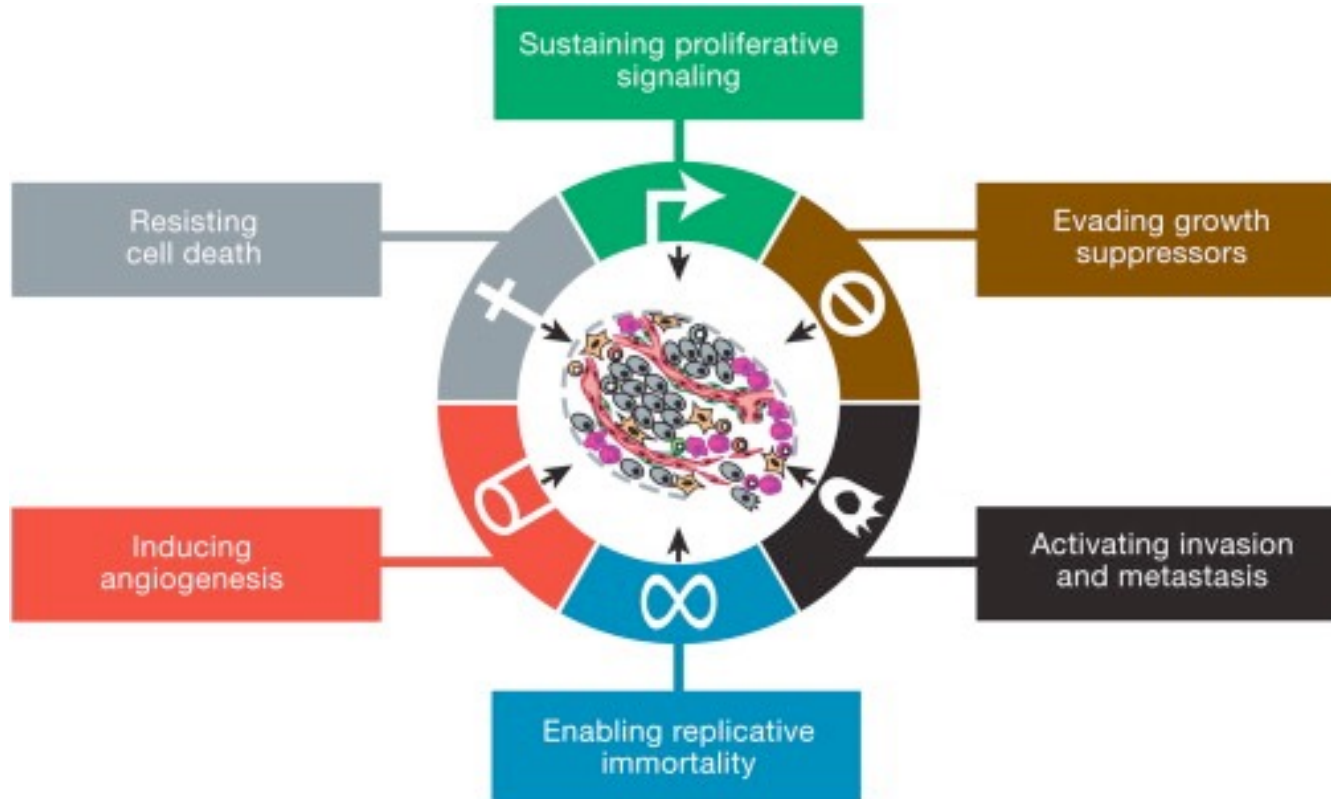 Sustaining proliferative
signaling
Resisting
cell death
Evading growth
suppressors
Inducing
angiogenesis
Activating invasion
and metastasis
Enabling replicative
immortality